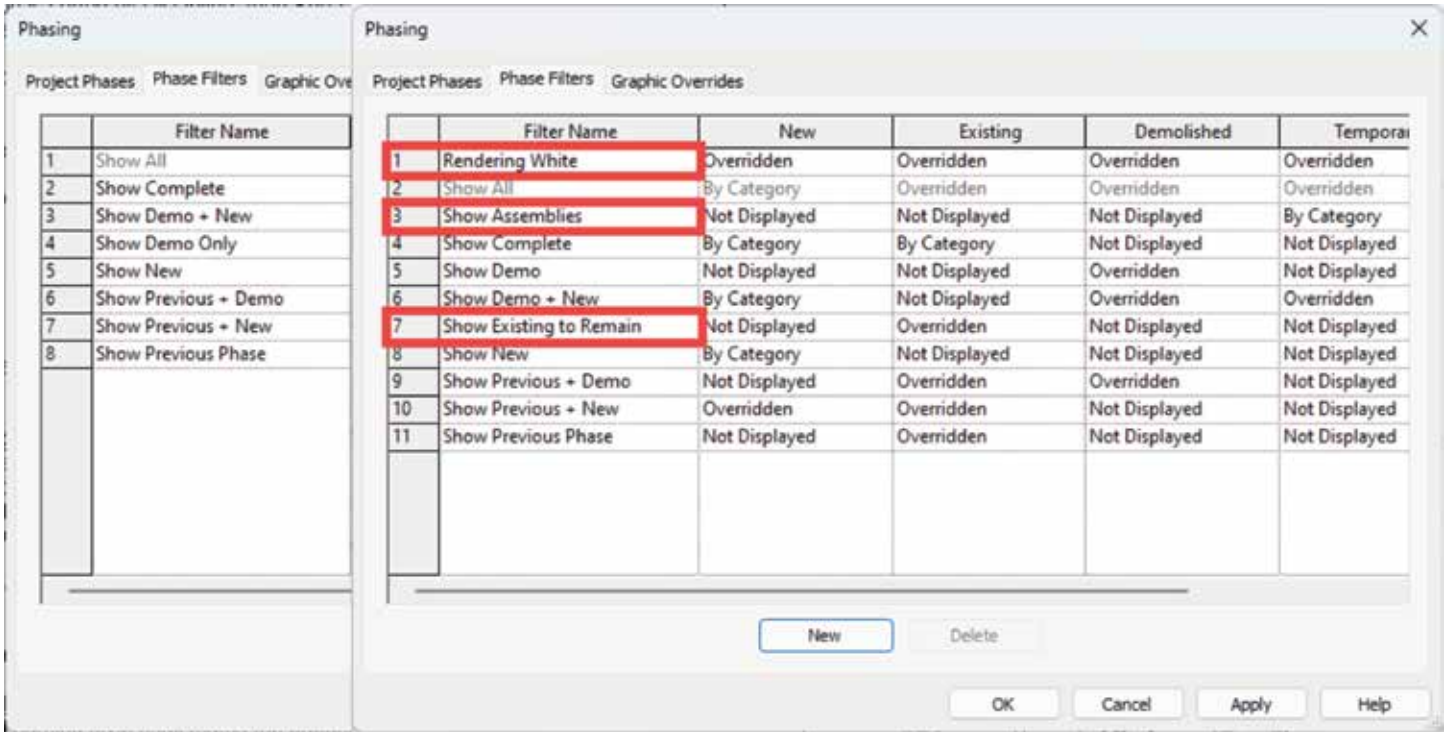 Phasing
Project Phases Phase Filters Graphic Ove
Filter Name
1 Show All
2 Show Complete
3 Show Demo + New
4 Show Demo Only
5 Show New
6 Show Previous + Demo
7 Show Previous + New
8 Show Previous Phase
Phasing
Project Phases Phase Filters Graphic Overrides
Filter Name New Existing Demolished Temporar
1 Rendering White Overridden Overridden Overridden Overridden
2 Show All By Category Overridden Overridden Overridden
3 Show Assemblies Not Displayed Not Displayed Not Displayed By Category
4 Show Complete By Category By Category Not Displayed Not Displayed
5 Show Demo Not Displayed Not Displayed Overridden Not Displayed
6 Show Demo + New By Category Not Displayed Overridden Overridden
7 Show Existing to Remain Not Displayed Overridden Not Displayed Not Displayed
8 Show New By Category Not Displayed Not Displayed Not Displayed
9 Show Previous + Demo Not Displayed Overridden Overridden Not Displayed
10 Show Previous + New Overridden Overridden Not Displayed Not Displayed
11 Show Previous Phase Not Displayed Overridden Not Displayed Not Displayed
New Delete
OK Cancel Apply Help